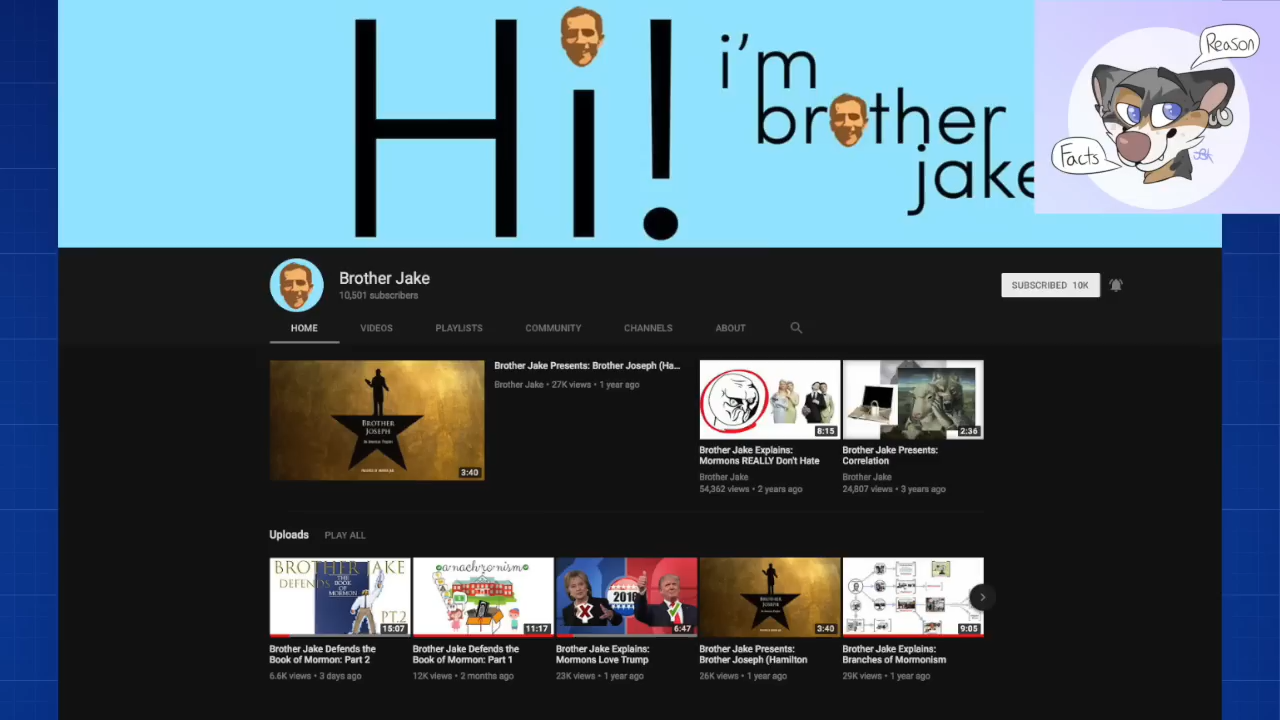 Hi!
i'm
brother
jake
Reason
Facts
JBK
Brother Jake
10,501 subscribers
SUBSCRIBED 10K
HOME VIDEOS PLAYLISTS COMMUNITY CHANNELS ABOUT
BROTHER
JOSEPH
3:40
Brother Jake Presents: Brother Joseph (Ha...
Brother Jake • 27K views • 1 year ago
8:15
Brother Jake Explains:
Mormons REALLY Don't Hate
Brother Jake
54,362 views • 2 years ago
2:36
Brother Jake Presents:
Correlation
Brother Jake
24,807 views • 3 years ago
Uploads PLAY ALL
BROTHER JAKE
DEFENDS
THE
BOOK
OF
MORMON
PT.2
15:07
Brother Jake Defends the
Book of Mormon: Part 2
6.6K views • 3 days ago
anachronism
11:17
Brother Jake Defends the
Book of Mormon: Part 1
12K views • 2 months ago
2016
6:47
Brother Jake Explains:
Mormons Love Trump
23K views • 1 year ago
BROTHER
JOSEPH
3:40
Brother Jake Presents:
Brother Joseph (Hamilton
26K views • 1 year ago
9:05
Brother Jake Explains:
Branches of Mormonism
29K views • 1 year ago